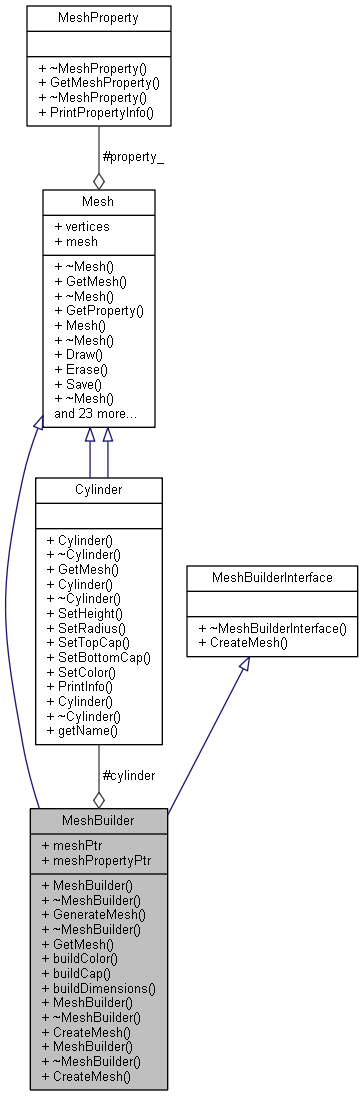 MeshProperty
+ ~MeshProperty()
+ GetMeshProperty()
+ ~MeshProperty()
+ PrintPropertyInfo()
#property_
Mesh
+ vertices
+ mesh
+ ~Mesh()
+ GetMesh()
+ ~Mesh()
+ GetProperty()
+ Mesh()
+ ~Mesh()
+ Draw()
+ Erase()
+ Save()
+ ~Mesh()
and 23 more...
Cylinder
+ Cylinder()
+ ~Cylinder()
+ GetMesh()
+ Cylinder()
+ ~Cylinder()
+ SetHeight()
+ SetRadius()
+ SetTopCap()
+ SetBottomCap()
+ SetColor()
+ PrintInfo()
+ Cylinder()
+ ~Cylinder()
+ getName()
MeshBuilderInterface
+ ~MeshBuilderInterface()
+ CreateMesh()
#cylinder
MeshBuilder
+ meshPtr
+ meshPropertyPtr
+ MeshBuilder()
+ ~MeshBuilder()
+ GenerateMesh()
+ ~MeshBuilder()
+ GetMesh()
+ buildColor()
+ buildCap()
+ buildDimensions()
+ MeshBuilder()
+ ~MeshBuilder()
+ CreateMesh()
+ MeshBuilder()
+ ~MeshBuilder()
+ CreateMesh()